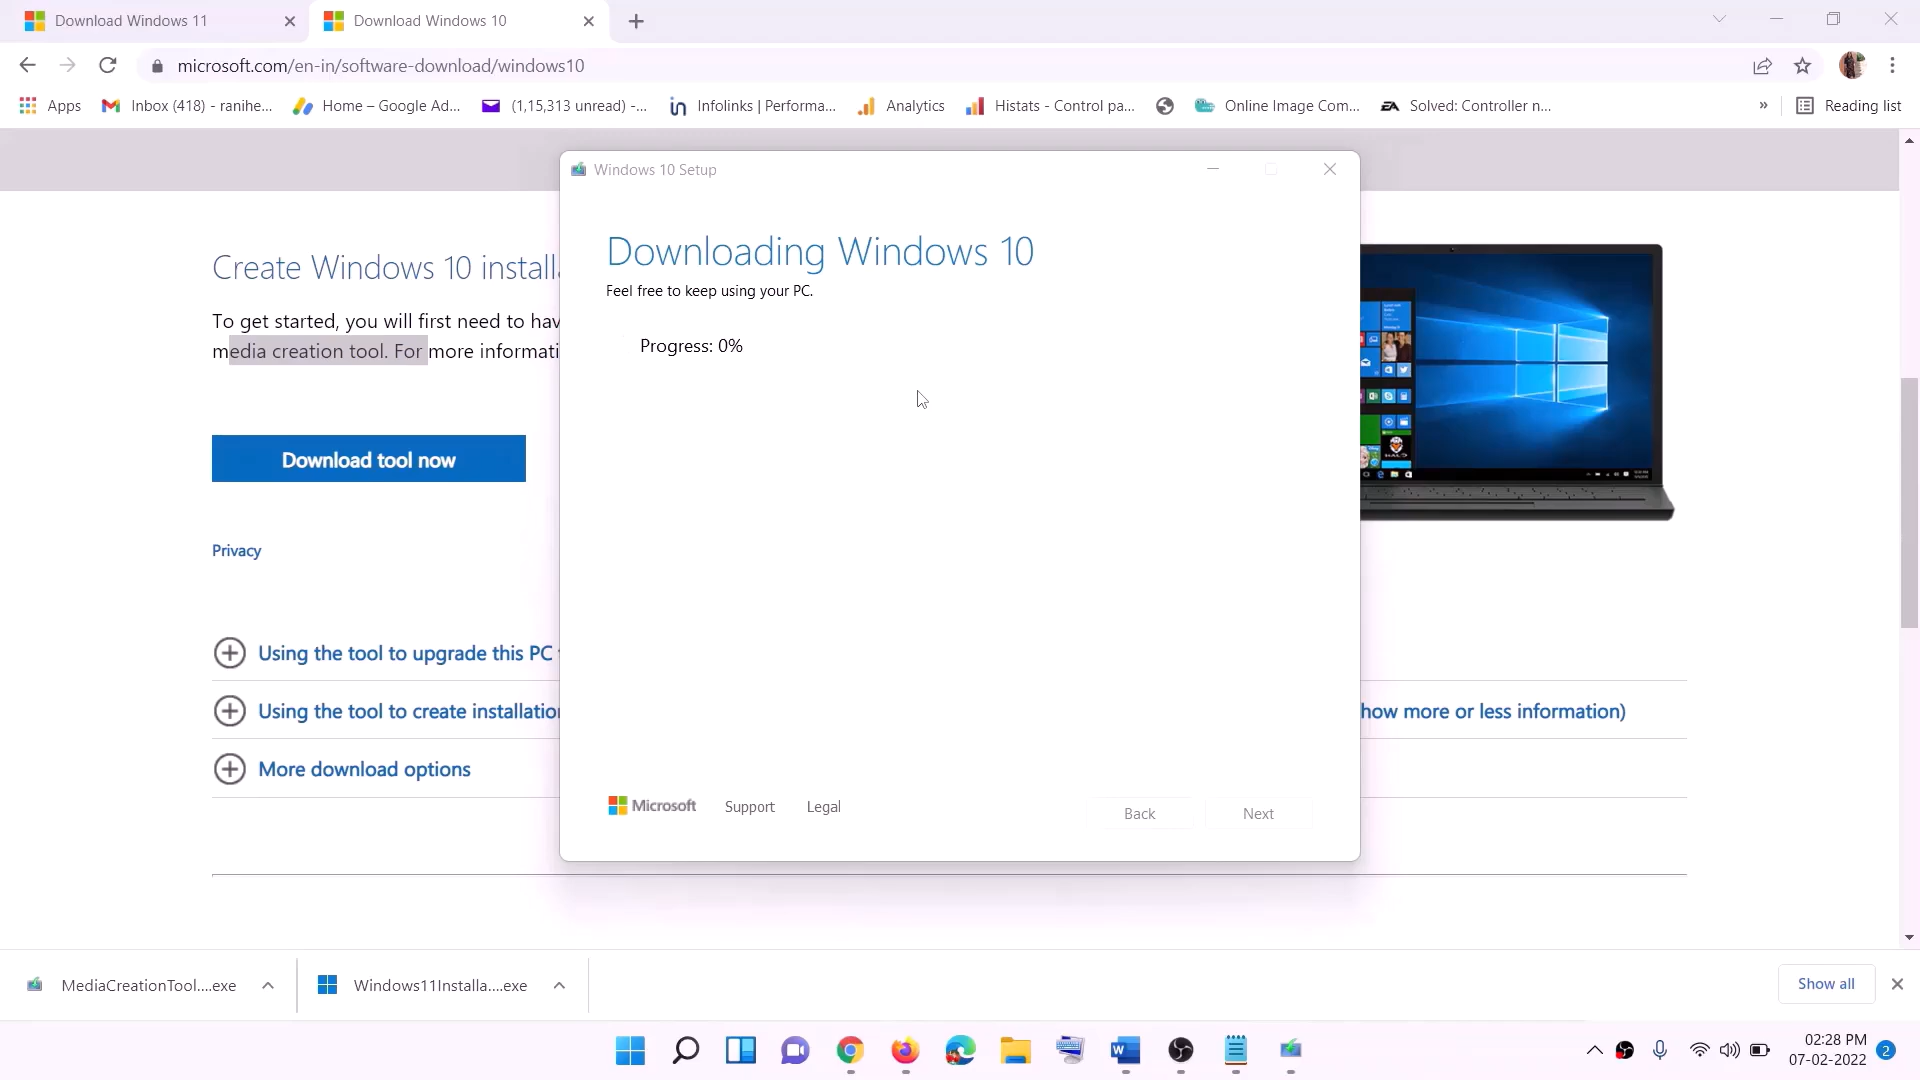 Download Windows 11
Download Windows 10
microsoft.com/en-in/software-download/windows10
Apps
Inbox (418) - ranihe...
Home – Google Ad...
(1,15,313 unread) -...
Infolinks | Performa...
Analytics
Histats - Control pa...
Online Image Com...
Solved: Controller n...
»
Reading list
Windows 10 Setup
Downloading Windows 10
Feel free to keep using your PC.
Progress: 0%
Microsoft
Support
Legal
Back
Next
Create Windows 10 install
To get started, you will first need to hav
media creation tool. For more informati
Download tool now
Privacy
Using the tool to upgrade this PC
Using the tool to create installation
how more or less information)
More download options
MediaCreationTool....exe
Windows11Installa....exe
Show all
02:28 PM
07-02-2022
2